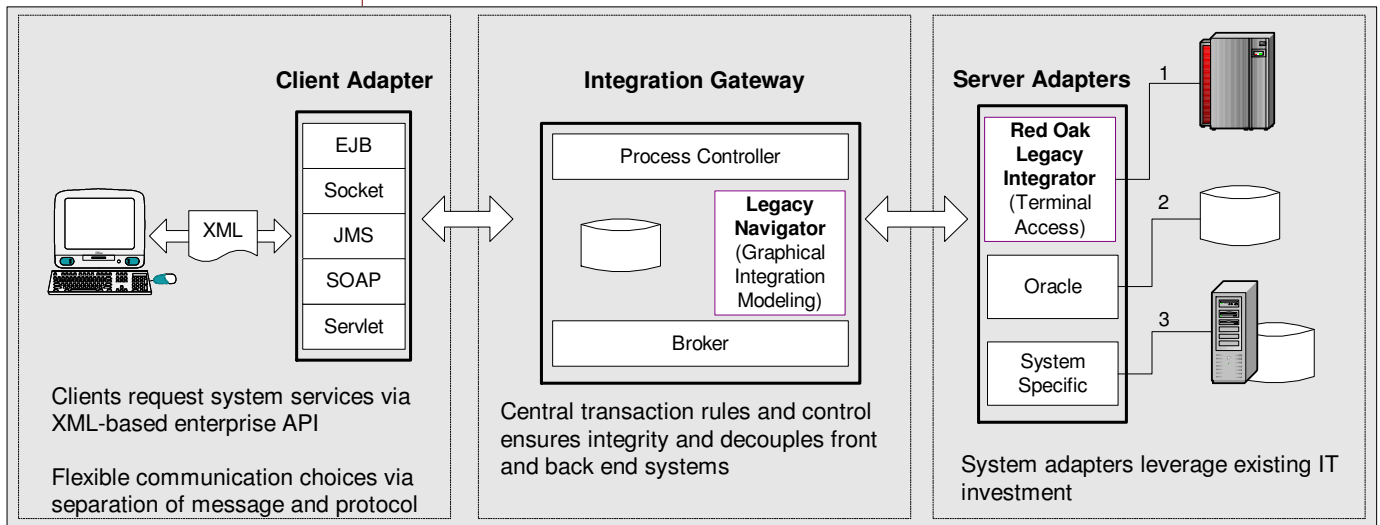 Client Adapter
EJB
Socket
JMS
SOAP
Servlet
XML
Clients request system services via
XML-based enterprise API
Flexible communication choices via
separation of message and protocol
Integration Gateway
Process Controller
Legacy
Navigator
(Graphical
Integration
Modeling)
Broker
Central transaction rules and control
ensures integrity and decouples front
and back end systems
Server Adapters
Red Oak
Legacy
Integrator
(Terminal
Access)
1
Oracle
2
System
Specific
3
System adapters leverage existing IT
investment